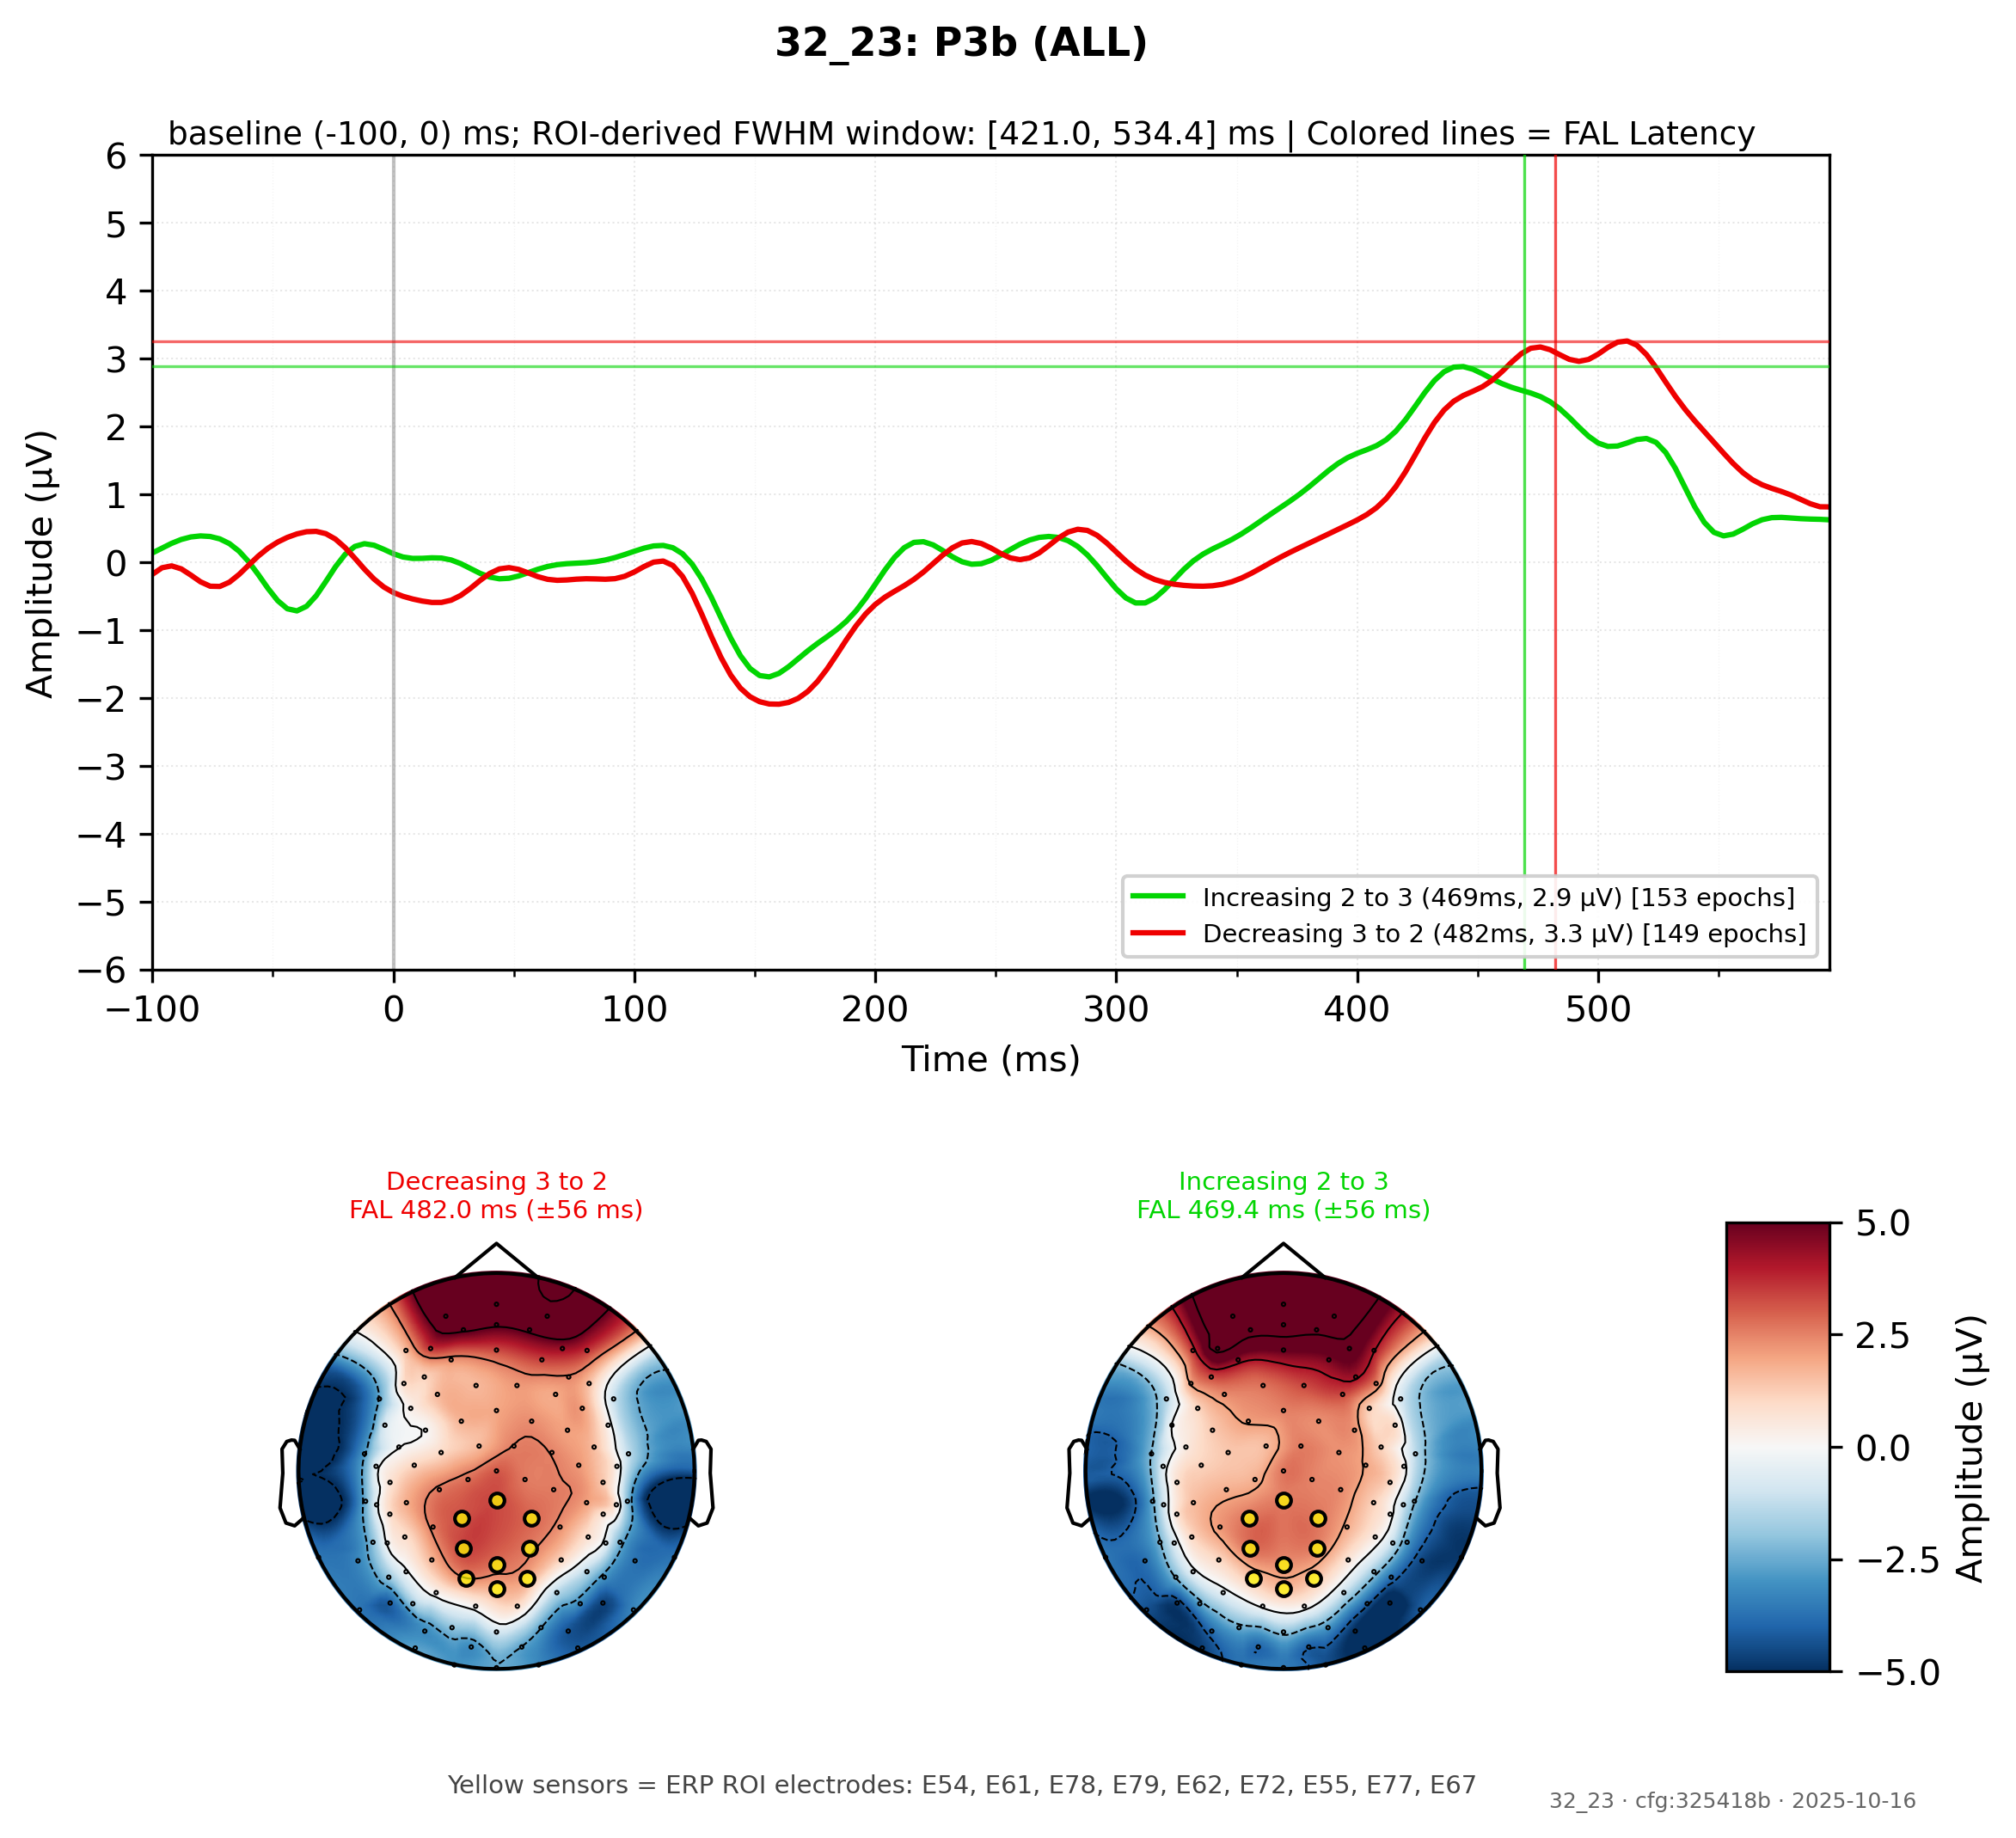 32_23: P3b (ALL)
baseline (-100, 0) ms; ROI-derived FWHM window: [421.0, 534.4] ms | Colored lines = FAL Latency
6
5
4
3
2
1
0
−1
−2
−3
−4
−5
−6
Amplitude (µV)
Increasing 2 to 3 (469ms, 2.9 µV) [153 epochs]
Decreasing 3 to 2 (482ms, 3.3 µV) [149 epochs]
−100 0 100 200 300 400 500
Time (ms)
Decreasing 3 to 2
FAL 482.0 ms (±56 ms)
Increasing 2 to 3
FAL 469.4 ms (±56 ms)
5.0
2.5
0.0
−2.5
−5.0
Amplitude (µV)
Yellow sensors = ERP ROI electrodes: E54, E61, E78, E79, E62, E72, E55, E77, E67
32_23 · cfg:325418b · 2025-10-16